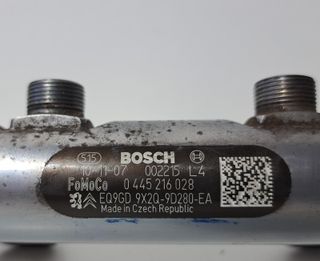 S15 BOSCH
10-11-07 002215 L4
FoMoCo 0 445 216 028
EQ9GD 9X2Q-9D280-EA
Made in Czech Republic